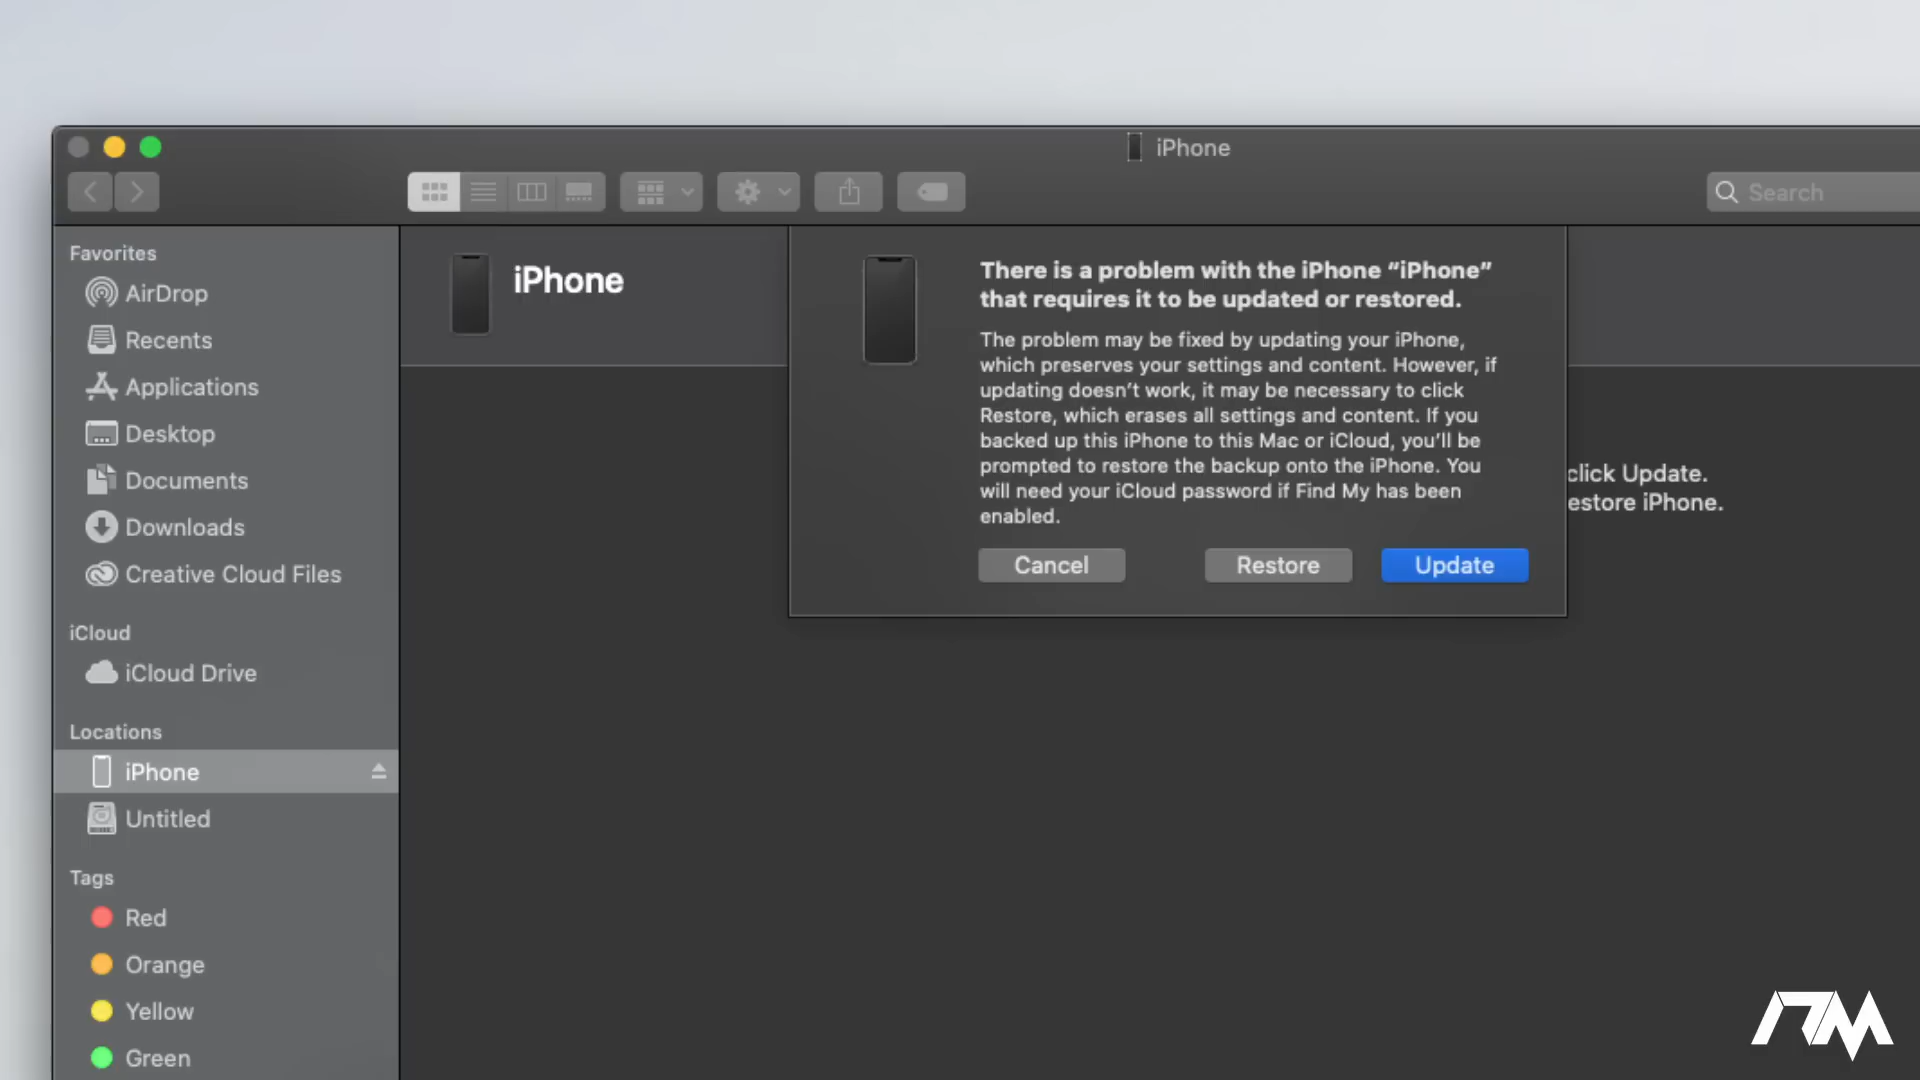 iPhone
Search
Favorites
AirDrop
Recents
Applications
Desktop
Documents
Downloads
Creative Cloud Files
iCloud
iCloud Drive
Locations
iPhone
Untitled
Tags
Red
Orange
Yellow
Green
iPhone
There is a problem with the iPhone “iPhone”
that requires it to be updated or restored.
The problem may be fixed by updating your iPhone,
which preserves your settings and content. However, if
updating doesn’t work, it may be necessary to click
Restore, which erases all settings and content. If you
backed up this iPhone to this Mac or iCloud, you’ll be
prompted to restore the backup onto the iPhone. You
will need your iCloud password if Find My has been
enabled.
Cancel
Restore
Update
click Update.
estore iPhone.